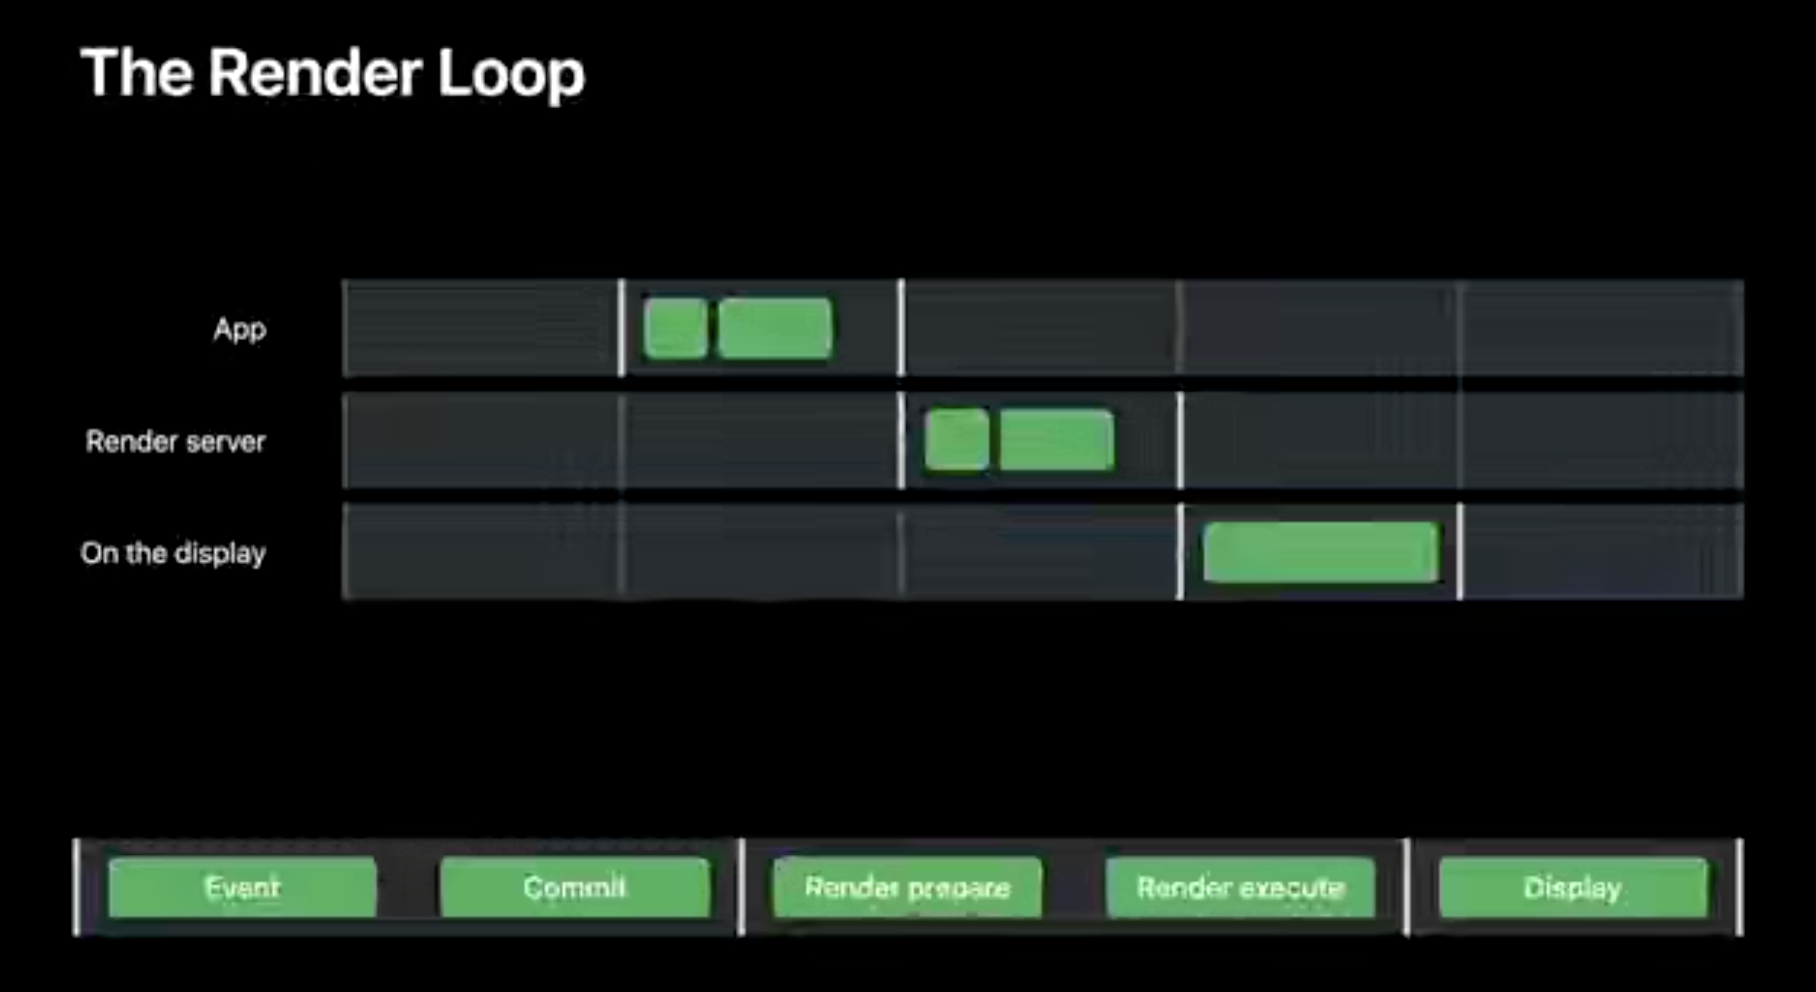 The Render Loop
App
Render server
On the display
Event
Commit
Render prepare
Render execute
Display